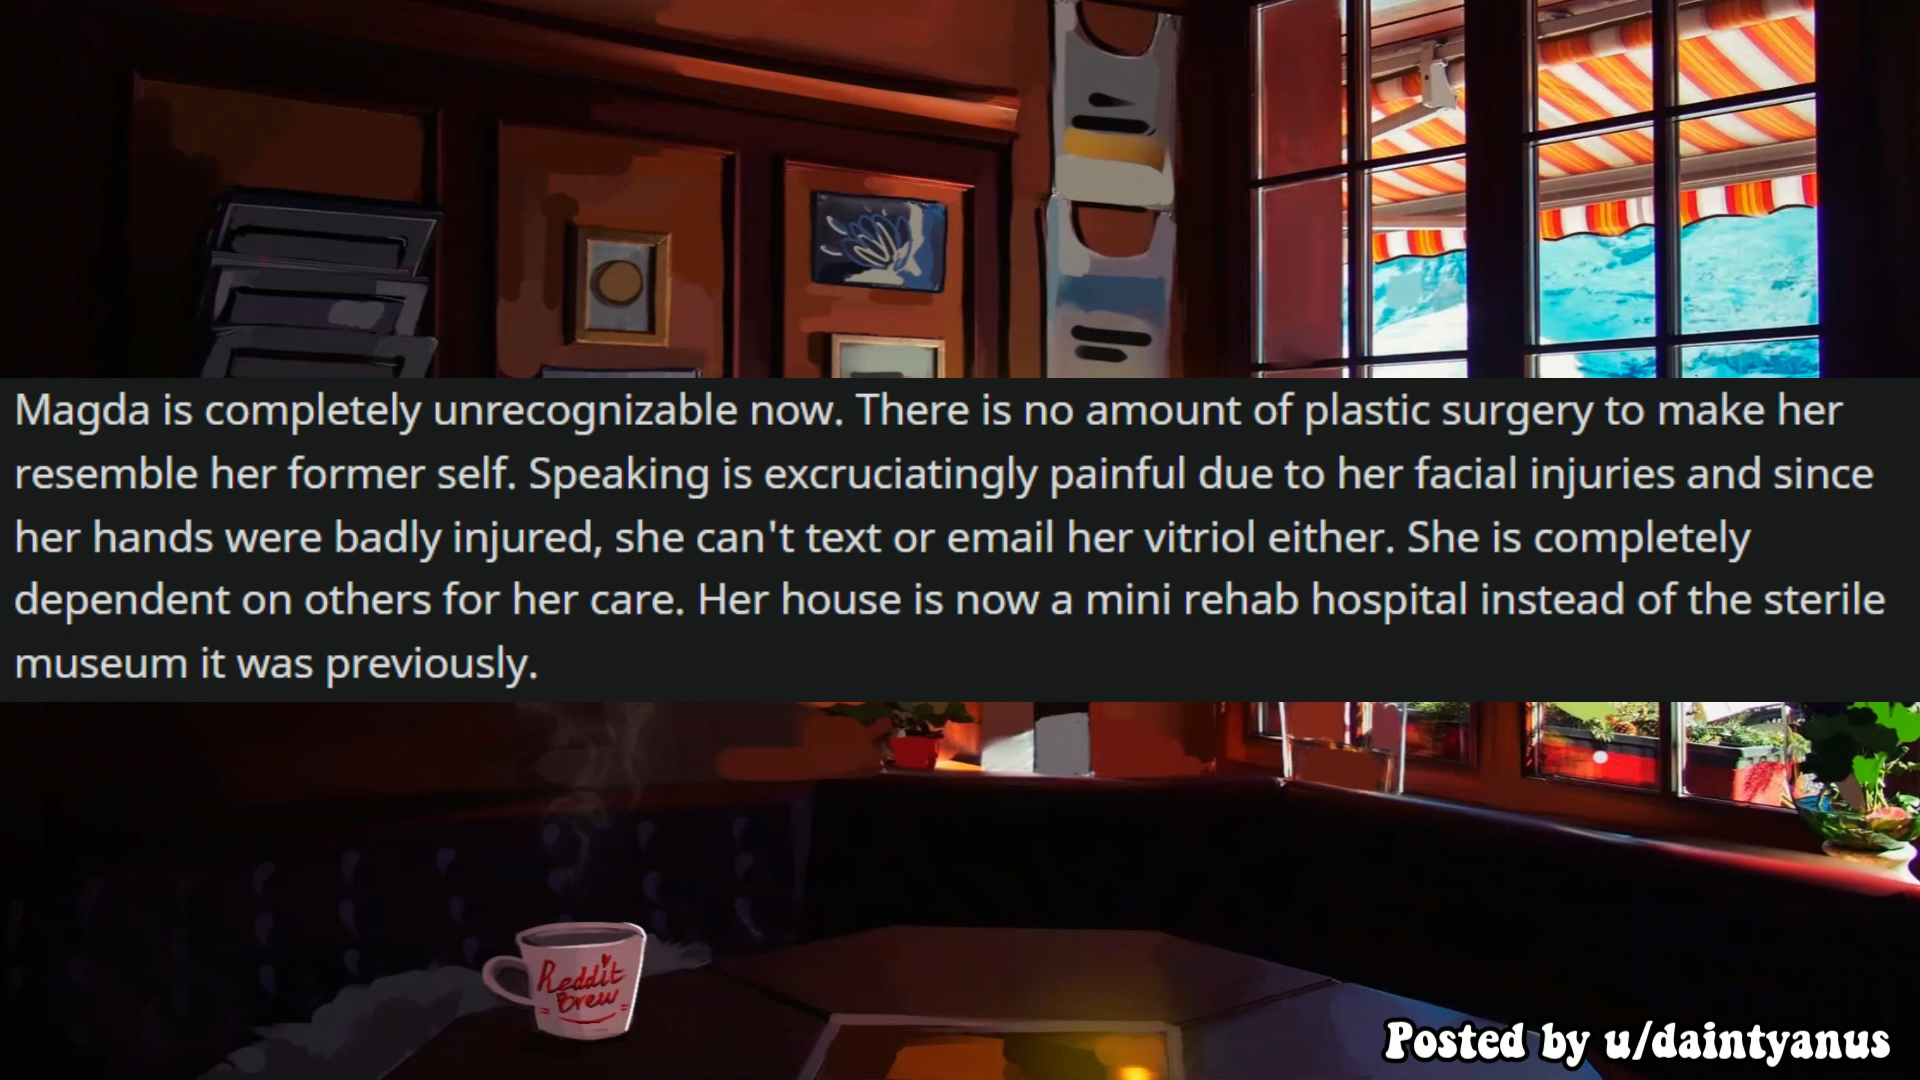 Magda is completely unrecognizable now. There is no amount of plastic surgery to make her
resemble her former self. Speaking is excruciatingly painful due to her facial injuries and since
her hands were badly injured, she can't text or email her vitriol either. She is completely
dependent on others for her care. Her house is now a mini rehab hospital instead of the sterile
museum it was previously.
Reddit
Brew
Posted by u/daintyanus